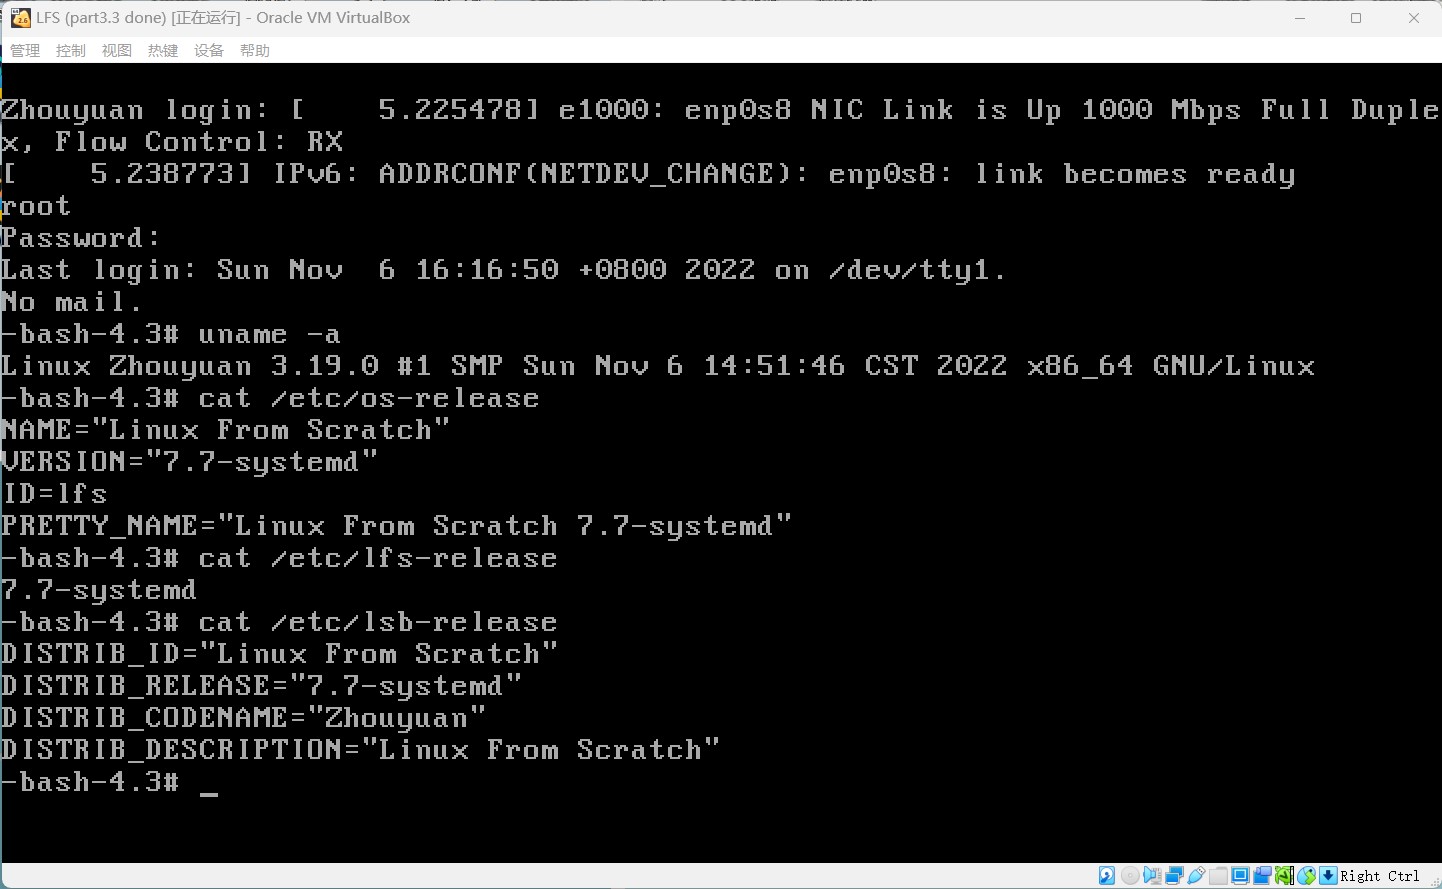 LFS (part3.3 done) [正在运行] - Oracle VM VirtualBox
管理 控制 视图 热键 设备 帮助
Zhouyuan login: [    5.225478] e1000: enp0s8 NIC Link is Up 1000 Mbps Full Duple
x, Flow Control: RX
[    5.238773] IPv6: ADDRCONF(NETDEV_CHANGE): enp0s8: link becomes ready
root
Password:
Last login: Sun Nov  6 16:16:50 +0800 2022 on /dev/tty1.
No mail.
-bash-4.3# uname -a
Linux Zhouyuan 3.19.0 #1 SMP Sun Nov 6 14:51:46 CST 2022 x86_64 GNU/Linux
-bash-4.3# cat /etc/os-release
NAME="Linux From Scratch"
VERSION="7.7-systemd"
ID=lfs
PRETTY_NAME="Linux From Scratch 7.7-systemd"
-bash-4.3# cat /etc/lfs-release
7.7-systemd
-bash-4.3# cat /etc/lsb-release
DISTRIB_ID="Linux From Scratch"
DISTRIB_RELEASE="7.7-systemd"
DISTRIB_CODENAME="Zhouyuan"
DISTRIB_DESCRIPTION="Linux From Scratch"
-bash-4.3# _
Right Ctrl